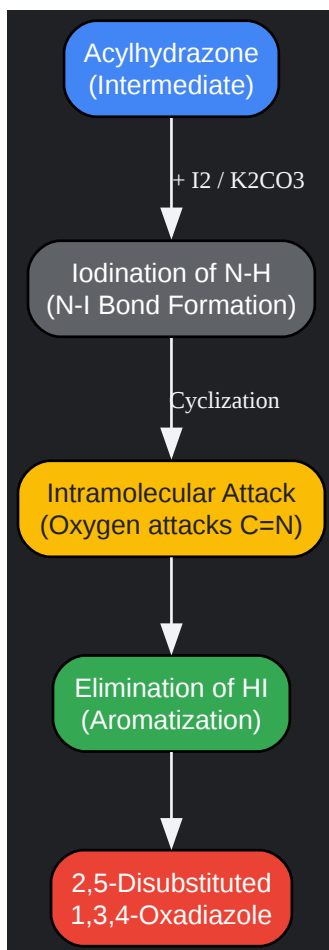 Acylhydrazone
(Intermediate)
+ I2 / K2CO3
Iodination of N-H
(N-I Bond Formation)
Cyclization
Intramolecular Attack
(Oxygen attacks C=N)
Elimination of HI
(Aromatization)
2,5-Disubstituted
1,3,4-Oxadiazole